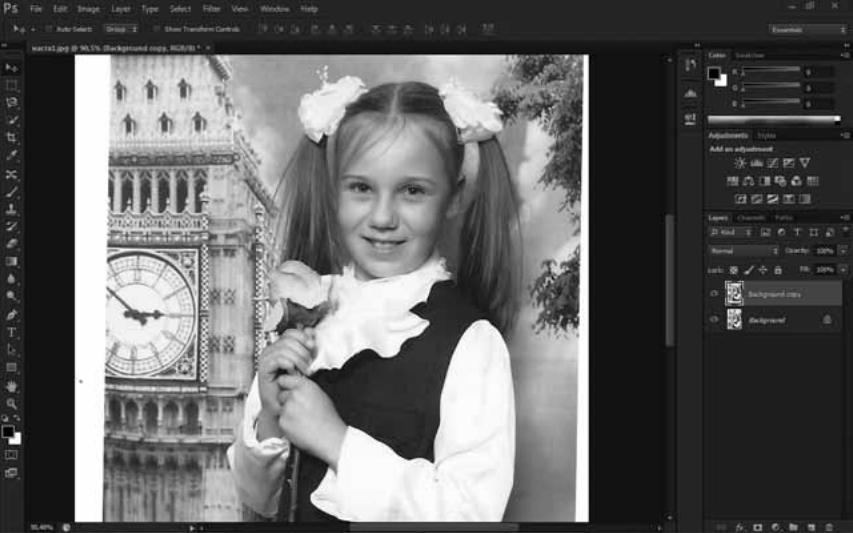 Ps File Edit Image Layer Type Select Filter View Window Help
Auto-Select: Group Show Transform Controls Essentials
настя1.jpg @ 90,5% (Background copy, RGB/8) * ×
Color Swatches
R 0
G 0
B 0
Adjustments Styles
Add an adjustment
Layers Channels Paths
Kind
Normal Opacity: 100%
Lock: Fill: 100%
Background copy
Background
90,48%